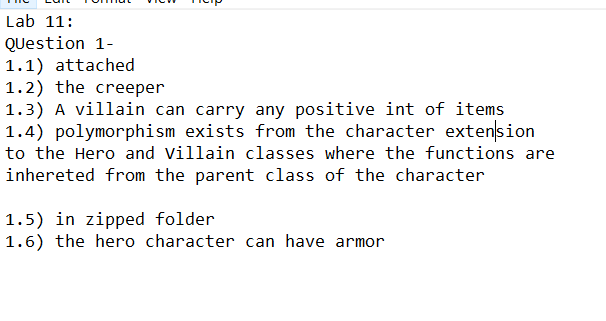 File Edit Format View Help
Lab 11:
QUestion 1-
1.1) attached
1.2) the creeper
1.3) A villain can carry any positive int of items
1.4) polymorphism exists from the character extension
to the Hero and Villain classes where the functions are
inhereted from the parent class of the character
1.5) in zipped folder
1.6) the hero character can have armor